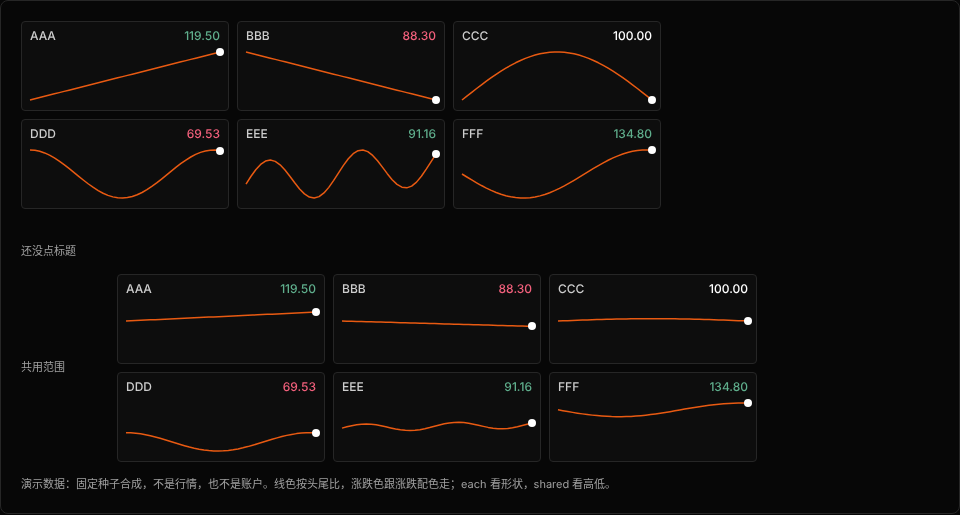 AAA 119.50 BBB 88.30 CCC 100.00
DDD 69.53 EEE 91.16 FFF 134.80
还没点标题
AAA 119.50 BBB 88.30 CCC 100.00
共用范围
DDD 69.53 EEE 91.16 FFF 134.80
演示数据：固定种子合成，不是行情，也不是账户。线色按头尾比，涨跌色跟涨跌配色走；each 看形状，shared 看高低。